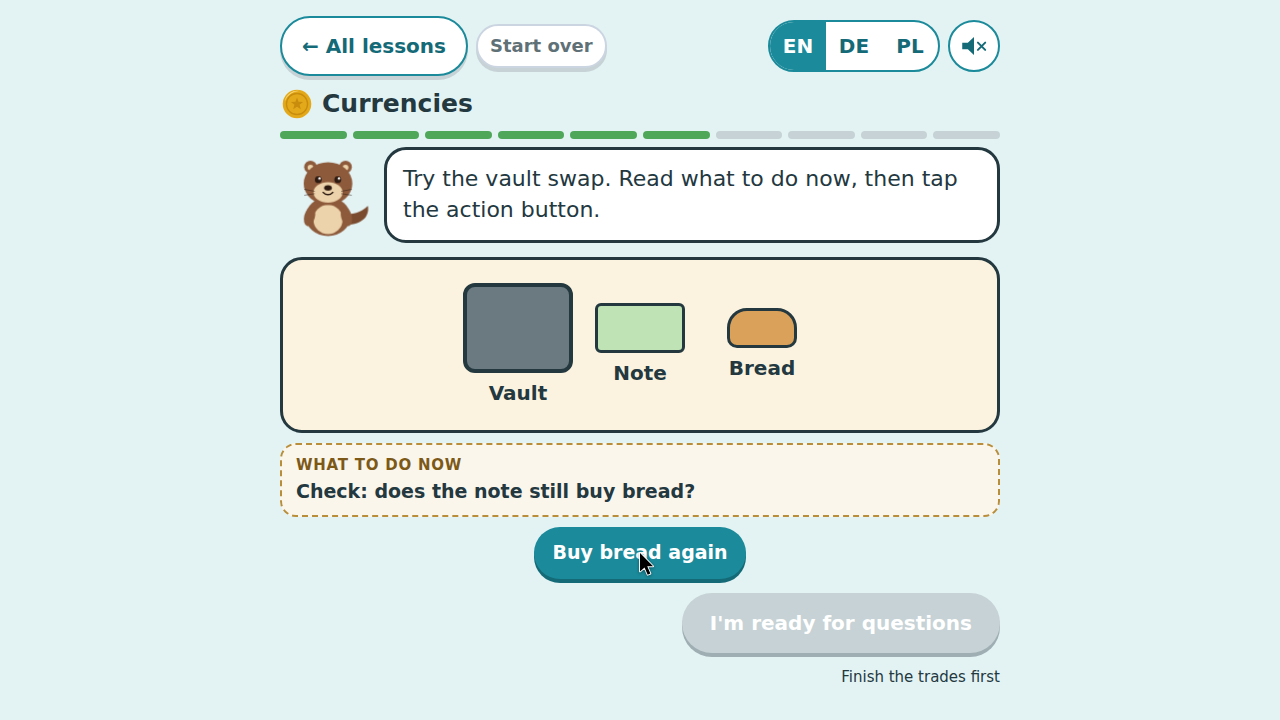 ← All lessons
Start over
EN
DE
PL
Currencies
Try the vault swap. Read what to do now, then tap
the action button.
Vault
Note
Bread
WHAT TO DO NOW
Check: does the note still buy bread?
Buy bread again
I'm ready for questions
Finish the trades first